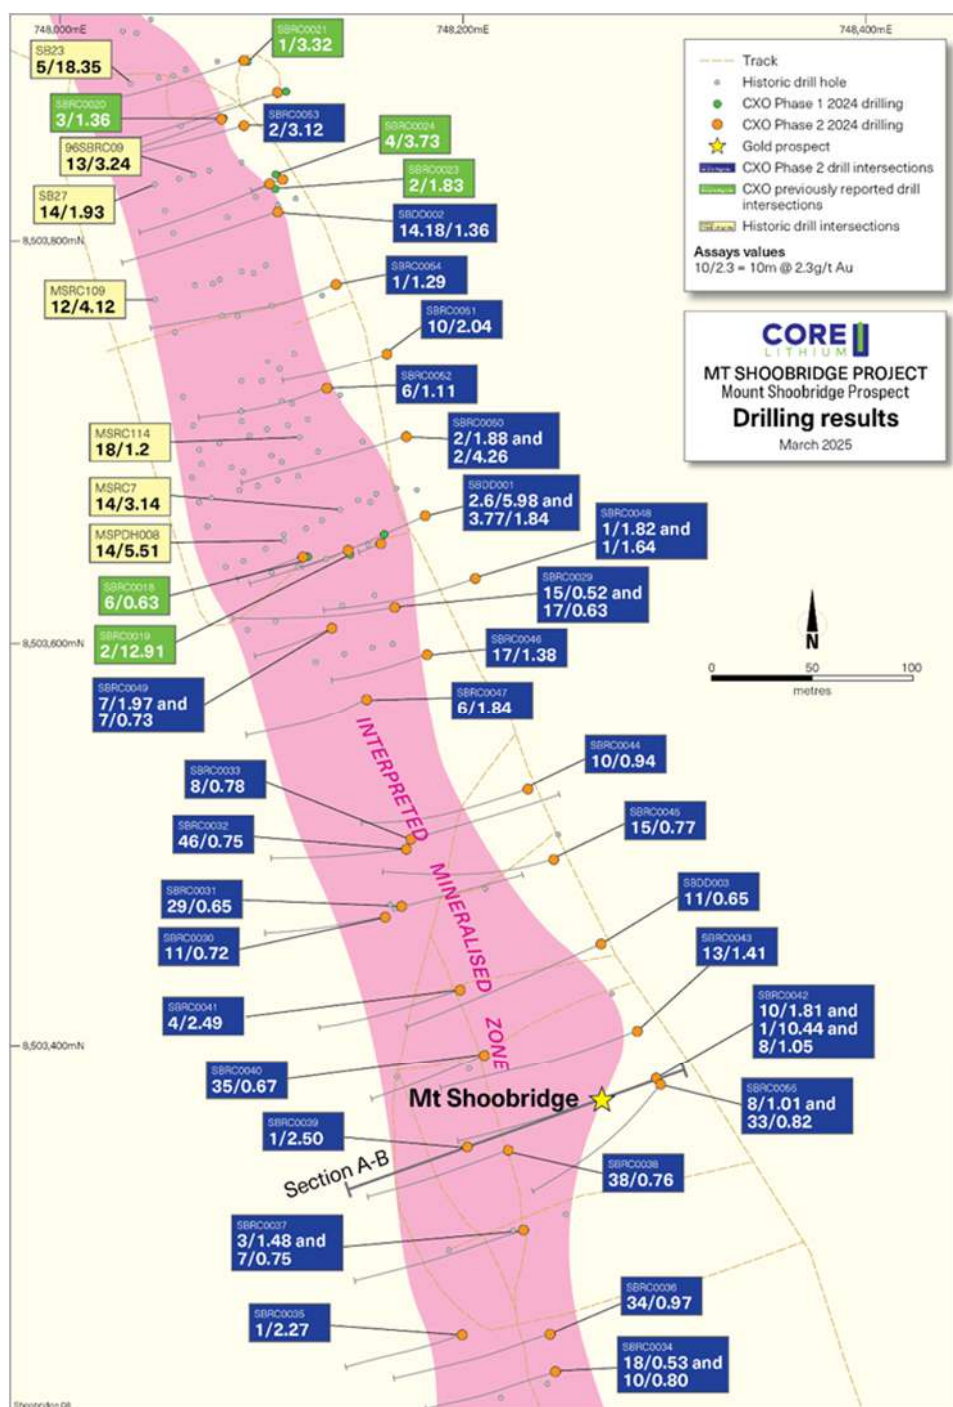 748,000mE
748,200mE
748,400mE
SBRC0021
1/3.32
SB23
5/18.35
SBRC0020
3/1.36
SBRC0053
2/3.12
96SBRC09
13/3.24
SBRC0024
4/3.73
SBRC0023
2/1.83
SB27
14/1.93
SBDD002
14.18/1.36
8,503,800mN
SBRC0054
1/1.29
MSRC109
12/4.12
SBRC0051
10/2.04
SBRC0052
6/1.11
MSRC114
18/1.2
SBRC0050
2/1.88 and
2/4.26
MSRC7
14/3.14
SBDD001
2.6/5.98 and
3.77/1.84
SBRC0048
1/1.82 and
1/1.64
MSPDH008
14/5.51
SBRC0018
6/0.63
SBRC0029
15/0.52 and
17/0.63
SBRC0019
2/12.91
8,503,600mN
SBRC0046
17/1.38
SBRC0049
7/1.97 and
7/0.73
SBRC0047
6/1.84
INTERPRETED
MINERALISED
ZONE
SBRC0044
10/0.94
SBRC0033
8/0.78
SBRC0045
15/0.77
SBRC0032
46/0.75
SBRC0031
29/0.65
SBDD003
11/0.65
SBRC0030
11/0.72
SBRC0043
13/1.41
SBRC0041
4/2.49
SBRC0042
10/1.81 and
1/10.44 and
8/1.05
8,503,400mN
SBRC0040
35/0.67
Mt Shoobridge
SBRC0055
8/1.01 and
33/0.82
SBRC0039
1/2.50
Section A-B
SBRC0038
38/0.76
SBRC0037
3/1.48 and
7/0.75
SBRC0036
34/0.97
SBRC0035
1/2.27
SBRC0034
18/0.53 and
10/0.80
Track
Historic drill hole
CXO Phase 1 2024 drilling
CXO Phase 2 2024 drilling
Gold prospect
CXO Phase 2 drill intersections
CXO previously reported drill
intersections
Historic drill intersections
Assays values
10/2.3 = 10m @ 2.3g/t Au
CORE
LITHIUM
MT SHOOBRIDGE PROJECT
Mount Shoobridge Prospect
Drilling results
March 2025
N
0 50 100
metres